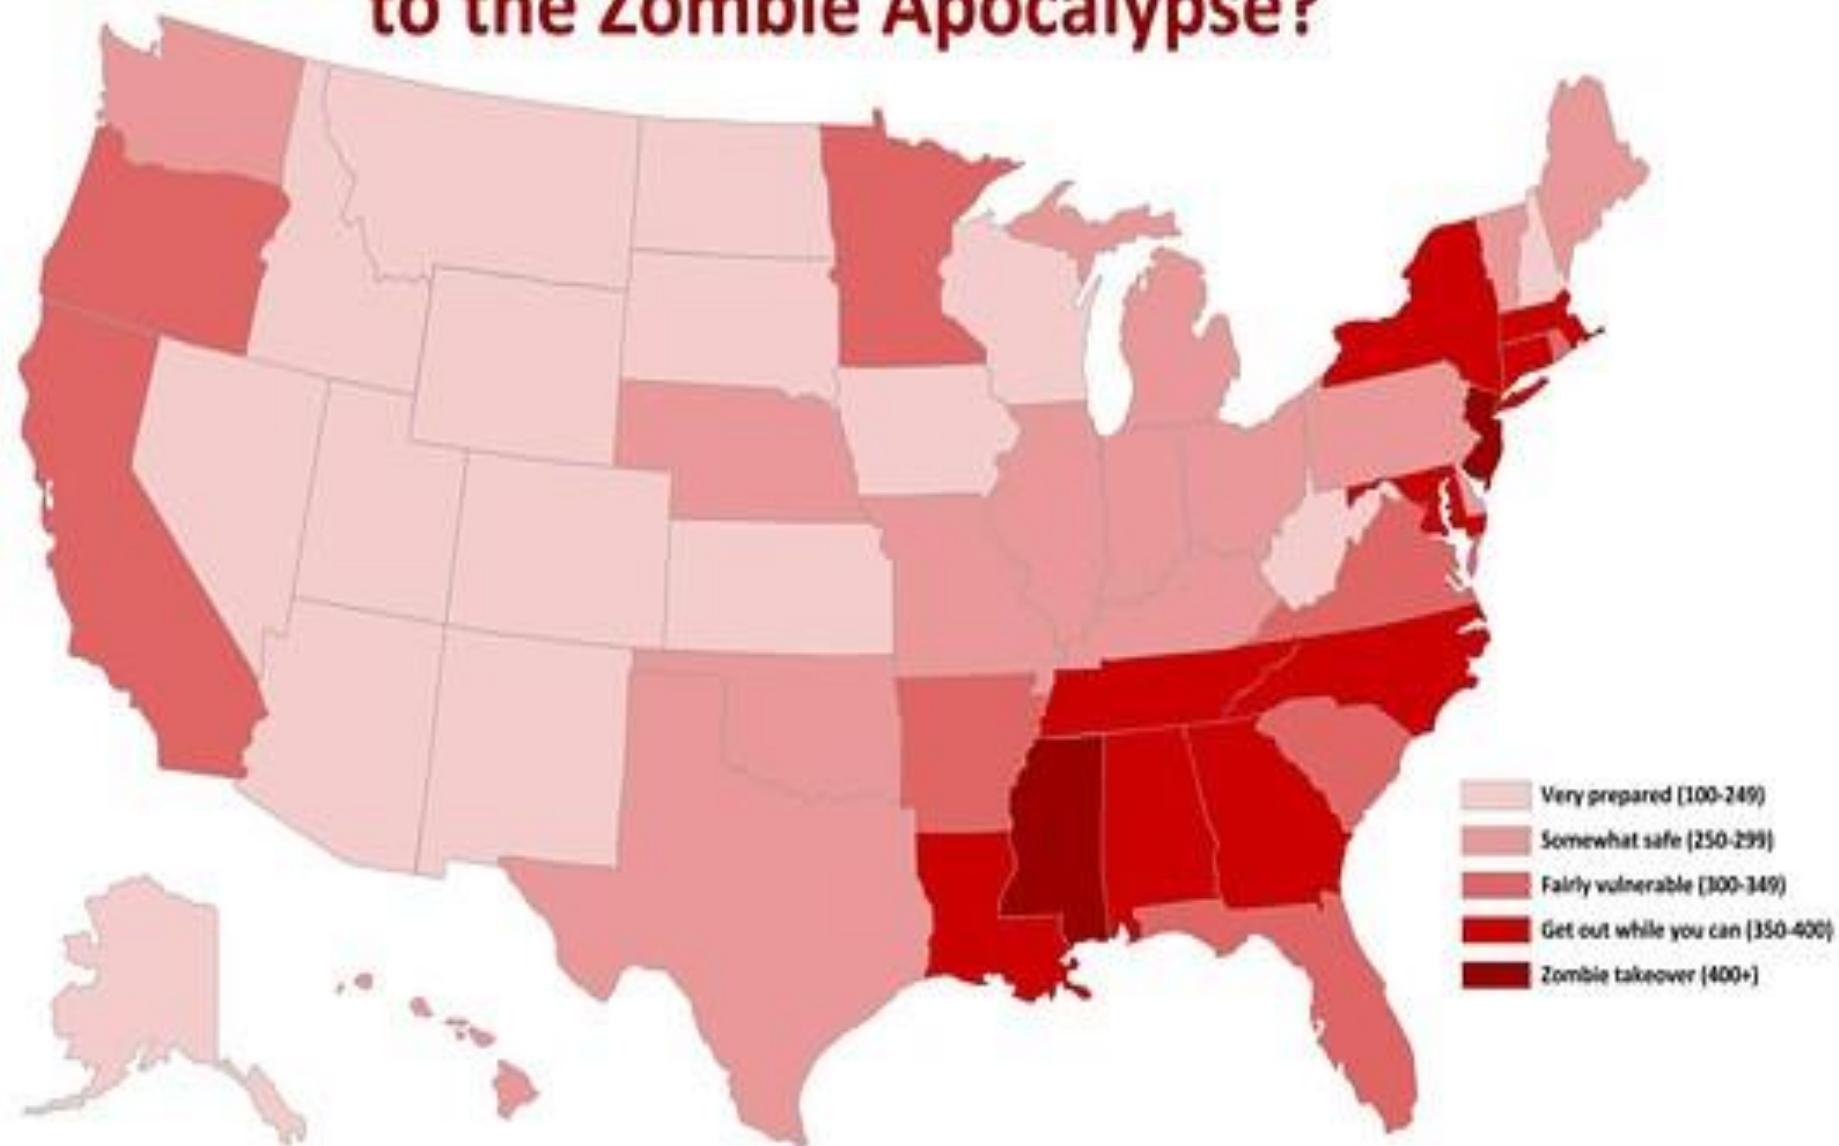 to the Zombie Apocalypse?
Very prepared (100-249)
Somewhat safe (250-299)
Fairly vulnerable (300-349)
Get out while you can (350-400)
Zombie takeover (400+)